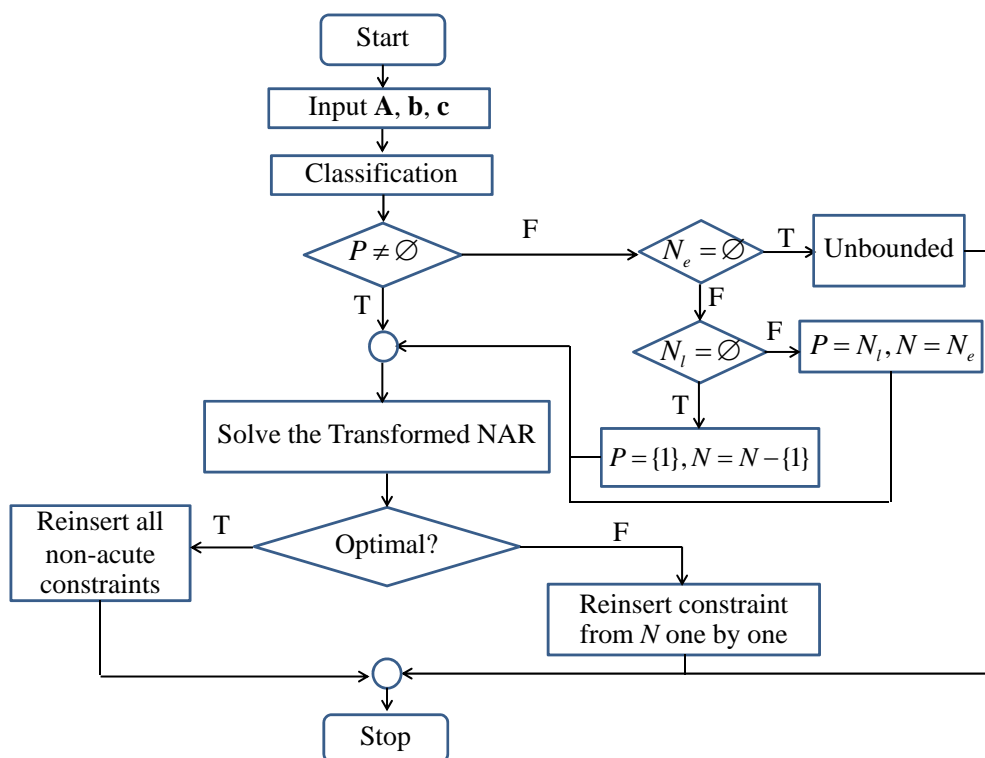 Start
Input A, b, c
Classification
P ≠ ∅
F
T
N_e = ∅
T
Unbounded
F
N_l = ∅
F
P = N_l, N = N_e
T
P = {1}, N = N − {1}
Solve the Transformed NAR
Optimal?
T
Reinsert all
non-acute
constraints
F
Reinsert constraint
from N one by one
Stop